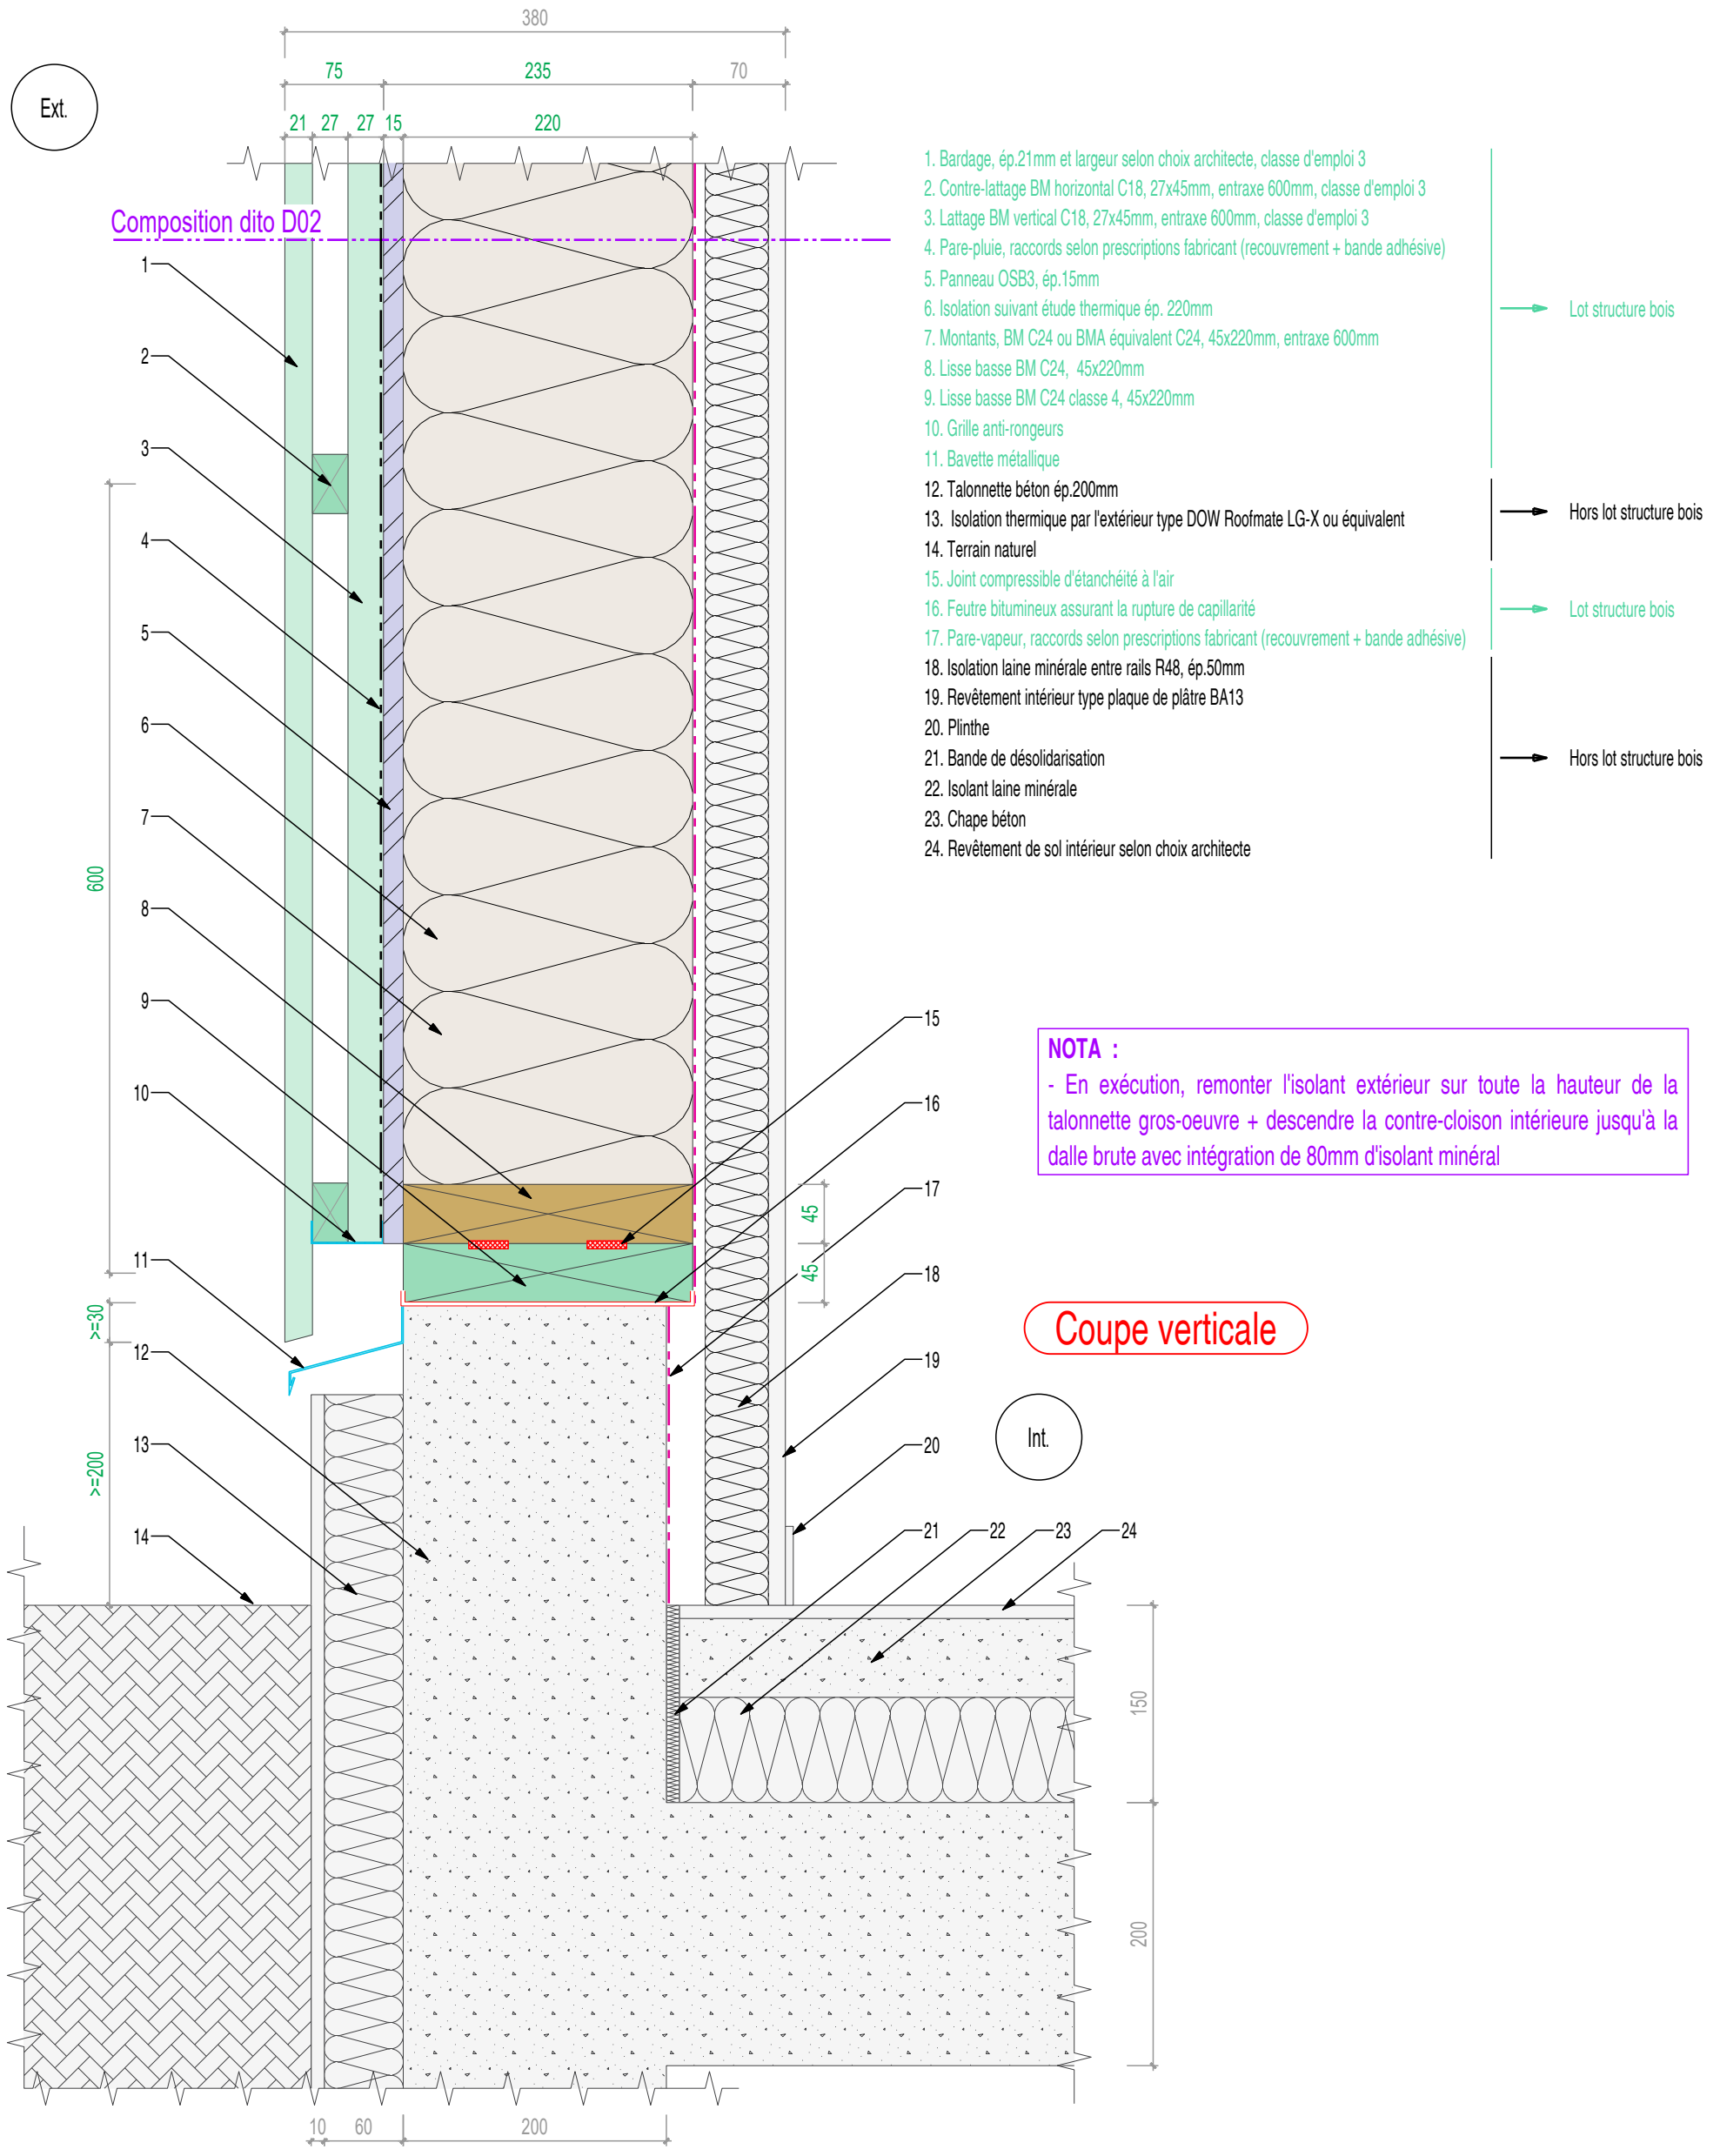 380
75 235 70
Ext.
21 27 27 15 220
Composition dito D02
1. Bardage, ép.21mm et largeur selon choix architecte, classe d'emploi 3
2. Contre-lattage BM horizontal C18, 27x45mm, entraxe 600mm, classe d'emploi 3
3. Lattage BM vertical C18, 27x45mm, entraxe 600mm, classe d'emploi 3
4. Pare-pluie, raccords selon prescriptions fabricant (recouvrement + bande adhésive)
5. Panneau OSB3, ép.15mm
6. Isolation suivant étude thermique ép. 220mm
7. Montants, BM C24 ou BMA équivalent C24, 45x220mm, entraxe 600mm
8. Lisse basse BM C24, 45x220mm
9. Lisse basse BM C24 classe 4, 45x220mm
10. Grille anti-rongeurs
11. Bavette métallique
Lot structure bois
12. Talonnette béton ép.200mm
13. Isolation thermique par l'extérieur type DOW Roofmate LG-X ou équivalent
14. Terrain naturel
Hors lot structure bois
15. Joint compressible d'étanchéité à l'air
16. Feutre bitumineux assurant la rupture de capillarité
17. Pare-vapeur, raccords selon prescriptions fabricant (recouvrement + bande adhésive)
Lot structure bois
18. Isolation laine minérale entre rails R48, ép.50mm
19. Revêtement intérieur type plaque de plâtre BA13
20. Plinthe
21. Bande de désolidarisation
22. Isolant laine minérale
23. Chape béton
24. Revêtement de sol intérieur selon choix architecte
Hors lot structure bois
1
2
3
4
5
6
7
8
9
10
11
12
13
14
600
>=30
>=200
15
16
17
18
19
20
21 22 23 24
45
45
NOTA :
- En exécution, remonter l'isolant extérieur sur toute la hauteur de la
talonnette gros-oeuvre + descendre la contre-cloison intérieure jusqu'à la
dalle brute avec intégration de 80mm d'isolant minéral
Coupe verticale
Int.
150
200
10 60 200